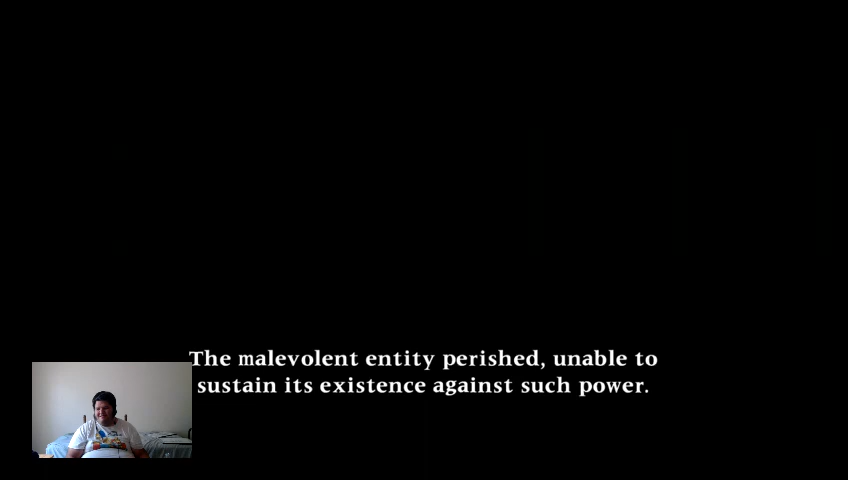 The malevolent entity perished, unable to
sustain its existence against such power.